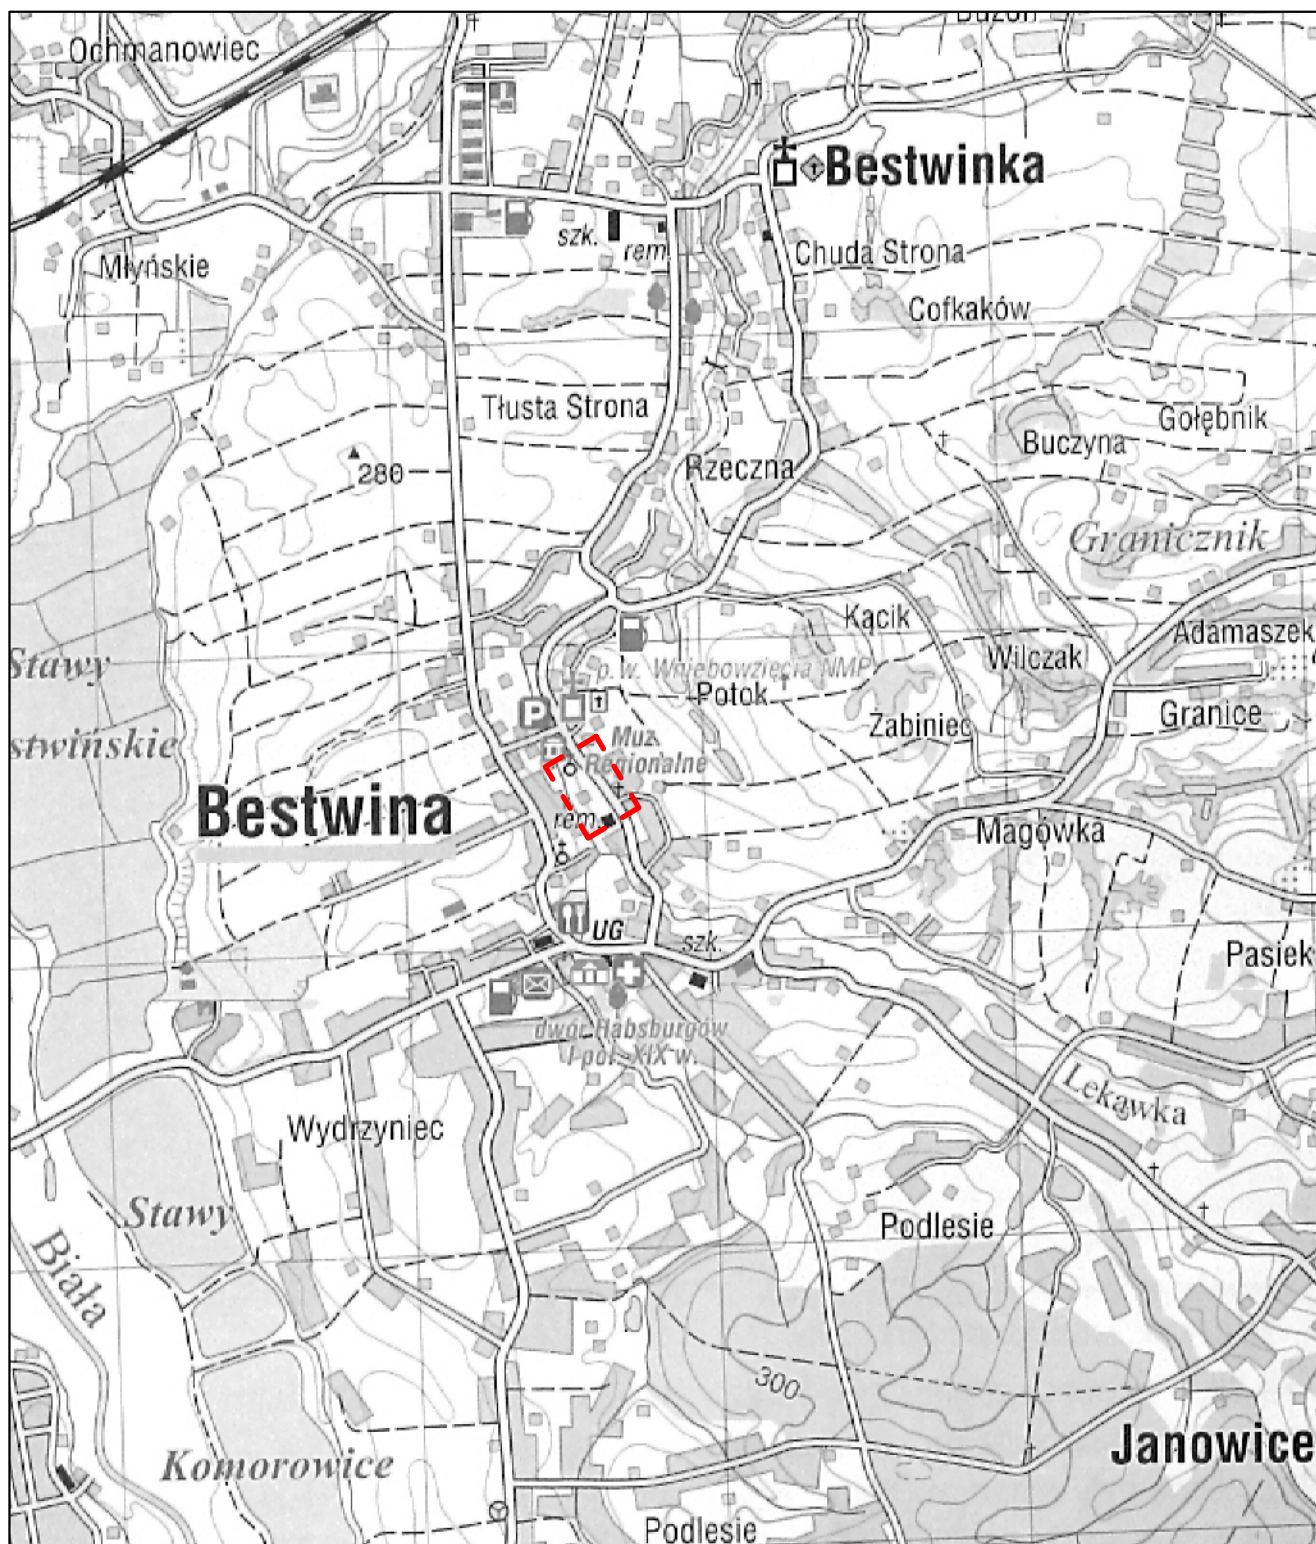 Ochmanowiec
Bestwinka
szk.
rem.
Chuda Strona
Młyńskie
Cofkaków
Tłusta Strona
Gołębnik
Buczyna
Rzeczna
280
Granicznik
Kącik
Adamaszek
Stawy
Wilczak
p. w. Wniebowzięcia NMP
Potok
Granice
P
Zabiniec
stwińskie
Muz.
Regionalne
Bestwina
rem.
Magówka
UG
szk.
Pasiek
dwór Habsburgów
I poł. XIX w.
Łękawka
Wydrzyniec
Stawy
Podlesie
Biała
300
Janowice
Komorowice
Podlesie